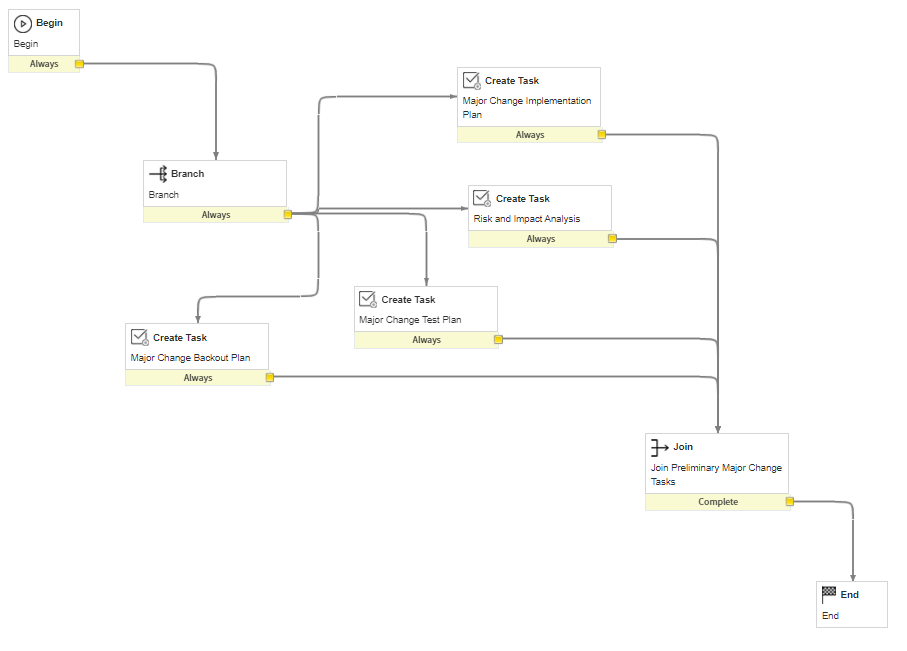 Begin
Begin
Always
Create Task
Major Change Implementation
Plan
Always
Branch
Branch
Always
Create Task
Risk and Impact Analysis
Always
Create Task
Major Change Test Plan
Always
Create Task
Major Change Backout Plan
Always
Join
Join Preliminary Major Change
Tasks
Complete
End
End